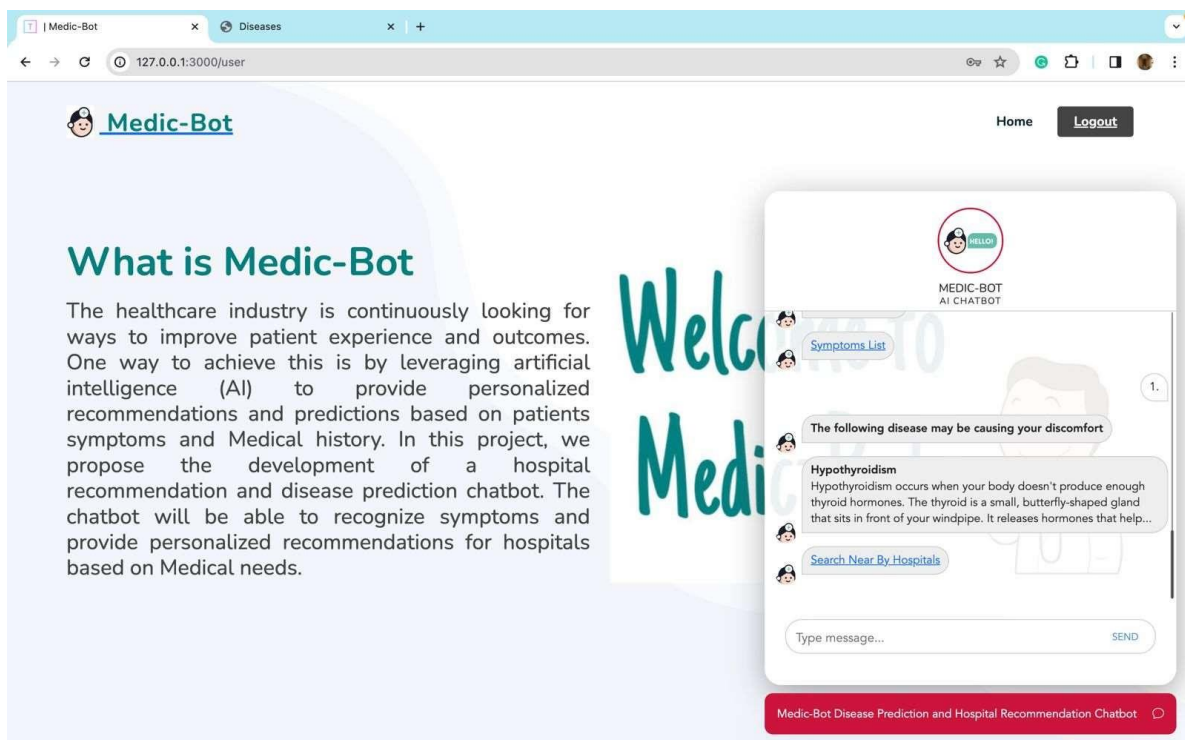 | Medic-Bot
Diseases
127.0.0.1:3000/user
Medic-Bot
Home
Logout
What is Medic-Bot
The healthcare industry is continuously looking for
ways to improve patient experience and outcomes.
One way to achieve this is by leveraging artificial
intelligence (AI) to provide personalized
recommendations and predictions based on patients
symptoms and Medical history. In this project, we
propose the development of a hospital
recommendation and disease prediction chatbot. The
chatbot will be able to recognize symptoms and
provide personalized recommendations for hospitals
based on Medical needs.
HELLO!
MEDIC-BOT
AI CHATBOT
Symptoms List
1.
The following disease may be causing your discomfort
Hypothyroidism
Hypothyroidism occurs when your body doesn't produce enough
thyroid hormones. The thyroid is a small, butterfly-shaped gland
that sits in front of your windpipe. It releases hormones that help...
Search Near By Hospitals
Type message...
SEND
Medic-Bot Disease Prediction and Hospital Recommendation Chatbot